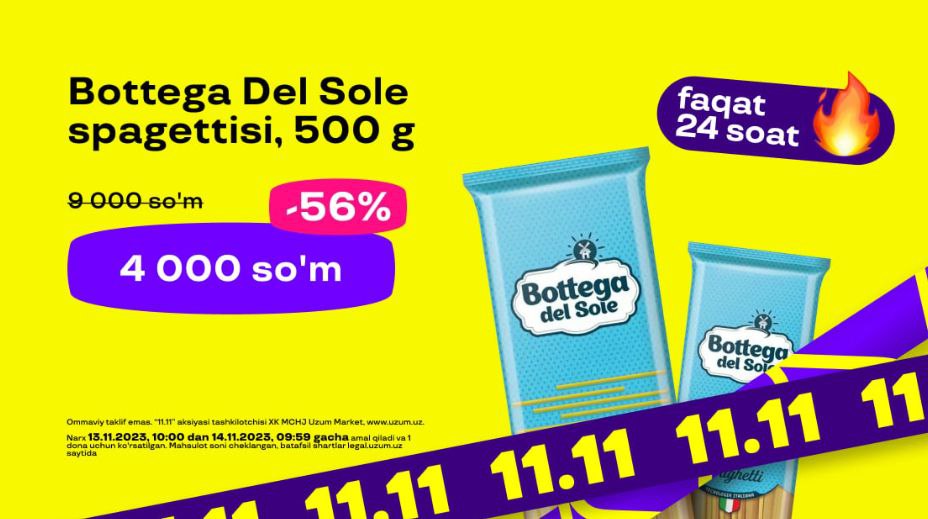 Bottega Del Sole
spagettisi, 500 g
faqat
24 soat
9 000 so'm
-56%
4 000 so'm
Bottega
del Sole
Bottega
del Sole
Ommaviy taklif emas. "11.11" aksiyasi tashkilotchisi XK MCHJ Uzum Market, www.uzum.uz.
Narx 13.11.2023, 10:00 dan 14.11.2023, 09:59 gacha amal qiladi va 1
dona uchun ko'rsatilgan. Mahsulot soni cheklangan, batafsil shartlar legal.uzum.uz
saytida
11.11 11.11 11.11 11.11 11